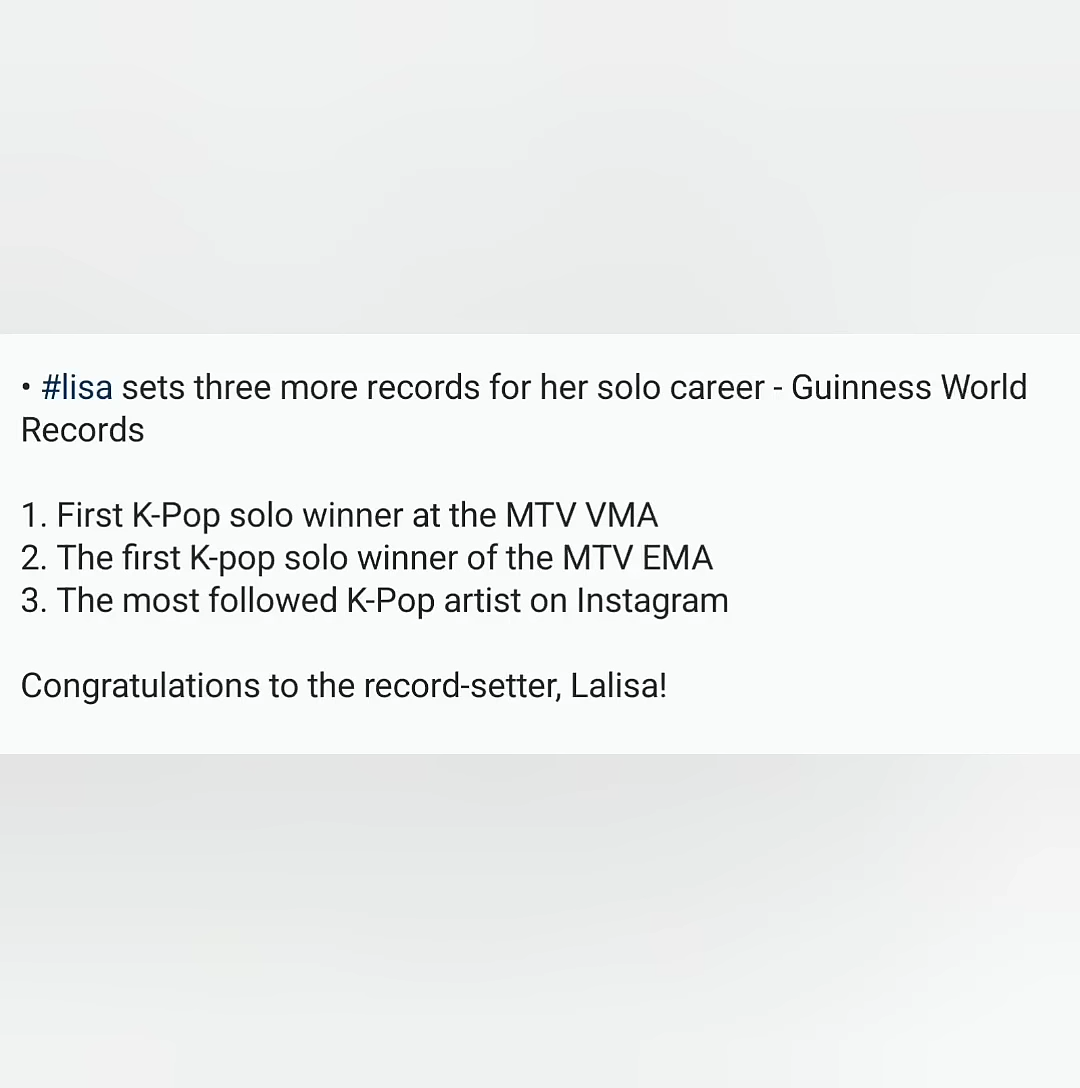 • #lisa sets three more records for her solo career - Guinness World
Records
1. First K-Pop solo winner at the MTV VMA
2. The first K-pop solo winner of the MTV EMA
3. The most followed K-Pop artist on Instagram
Congratulations to the record-setter, Lalisa!